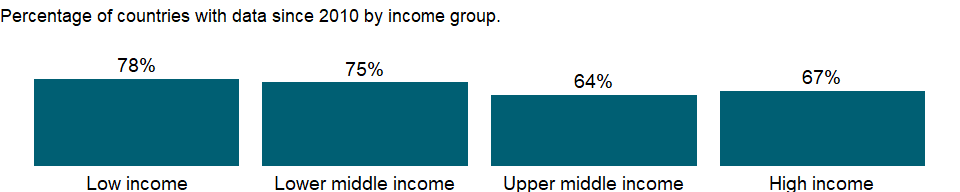 Percentage of countries with data since 2010 by income group.
78%
75%
64%
67%
Low income
Lower middle income
Upper middle income
High income